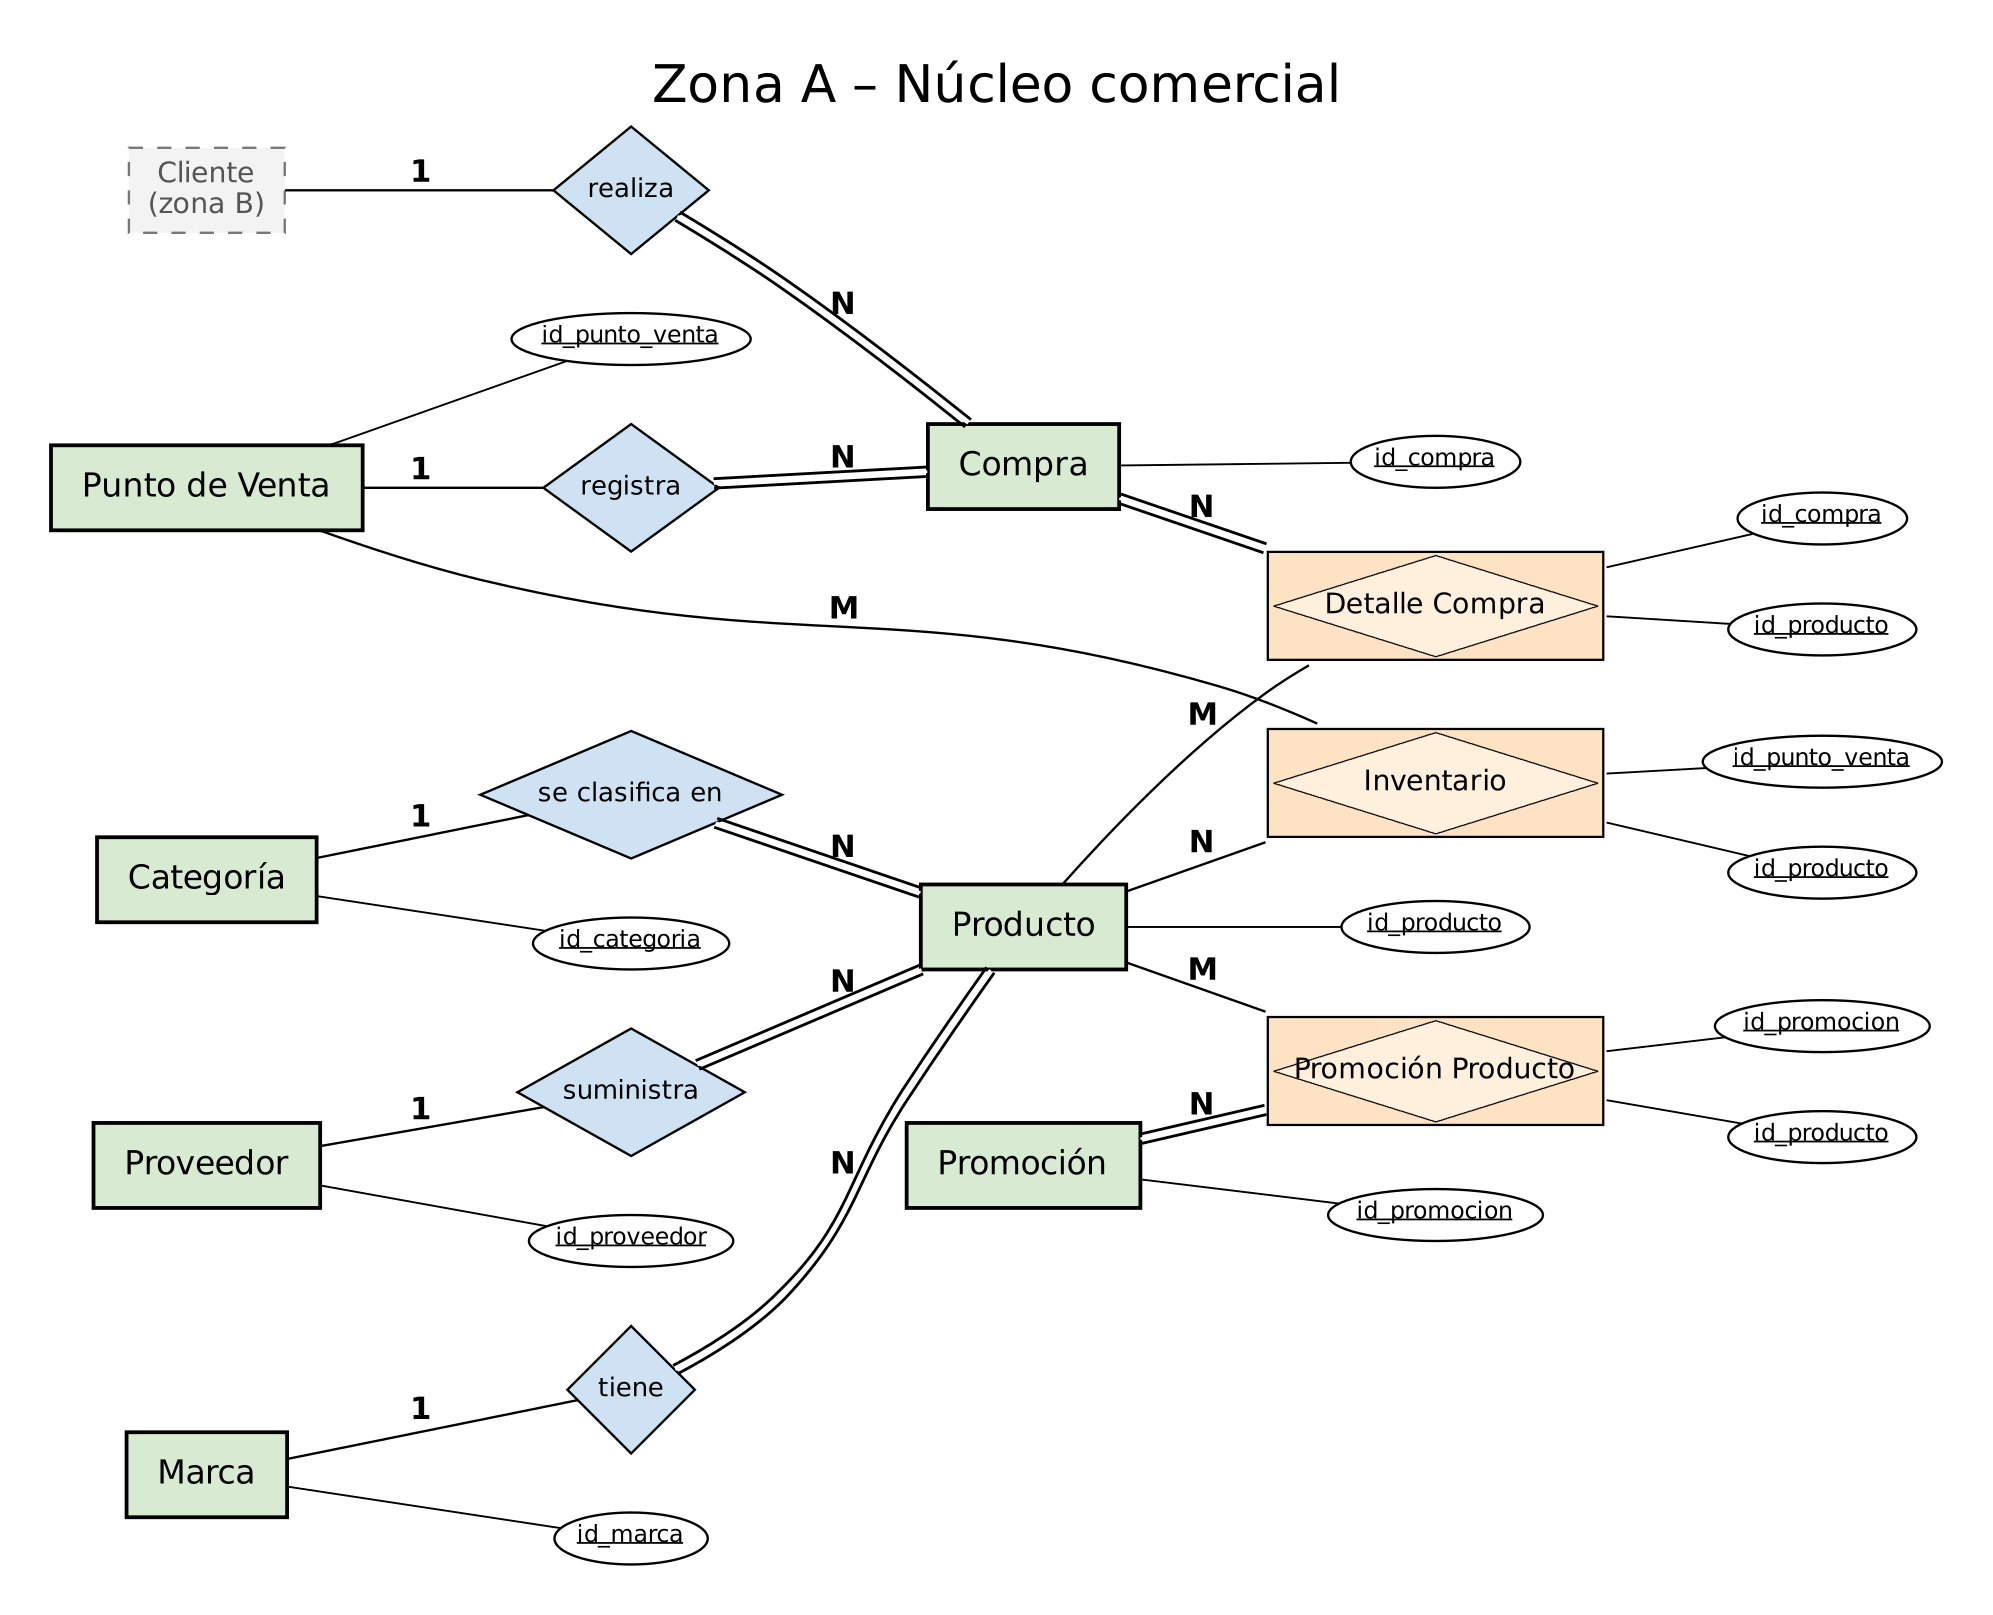 Zona A – Núcleo comercial
Cliente
(zona B)
1
realiza
N
id_punto_venta
Punto de Venta
1
registra
N
Compra
id_compra
N
id_compra
Detalle Compra
id_producto
M
M
se clasifica en
Inventario
id_punto_venta
1
N
N
id_producto
Categoría
id_categoria
Producto
id_producto
N
M
suministra
Promoción Producto
id_promocion
1
N
id_producto
Proveedor
N
Promoción
id_proveedor
id_promocion
tiene
1
Marca
id_marca